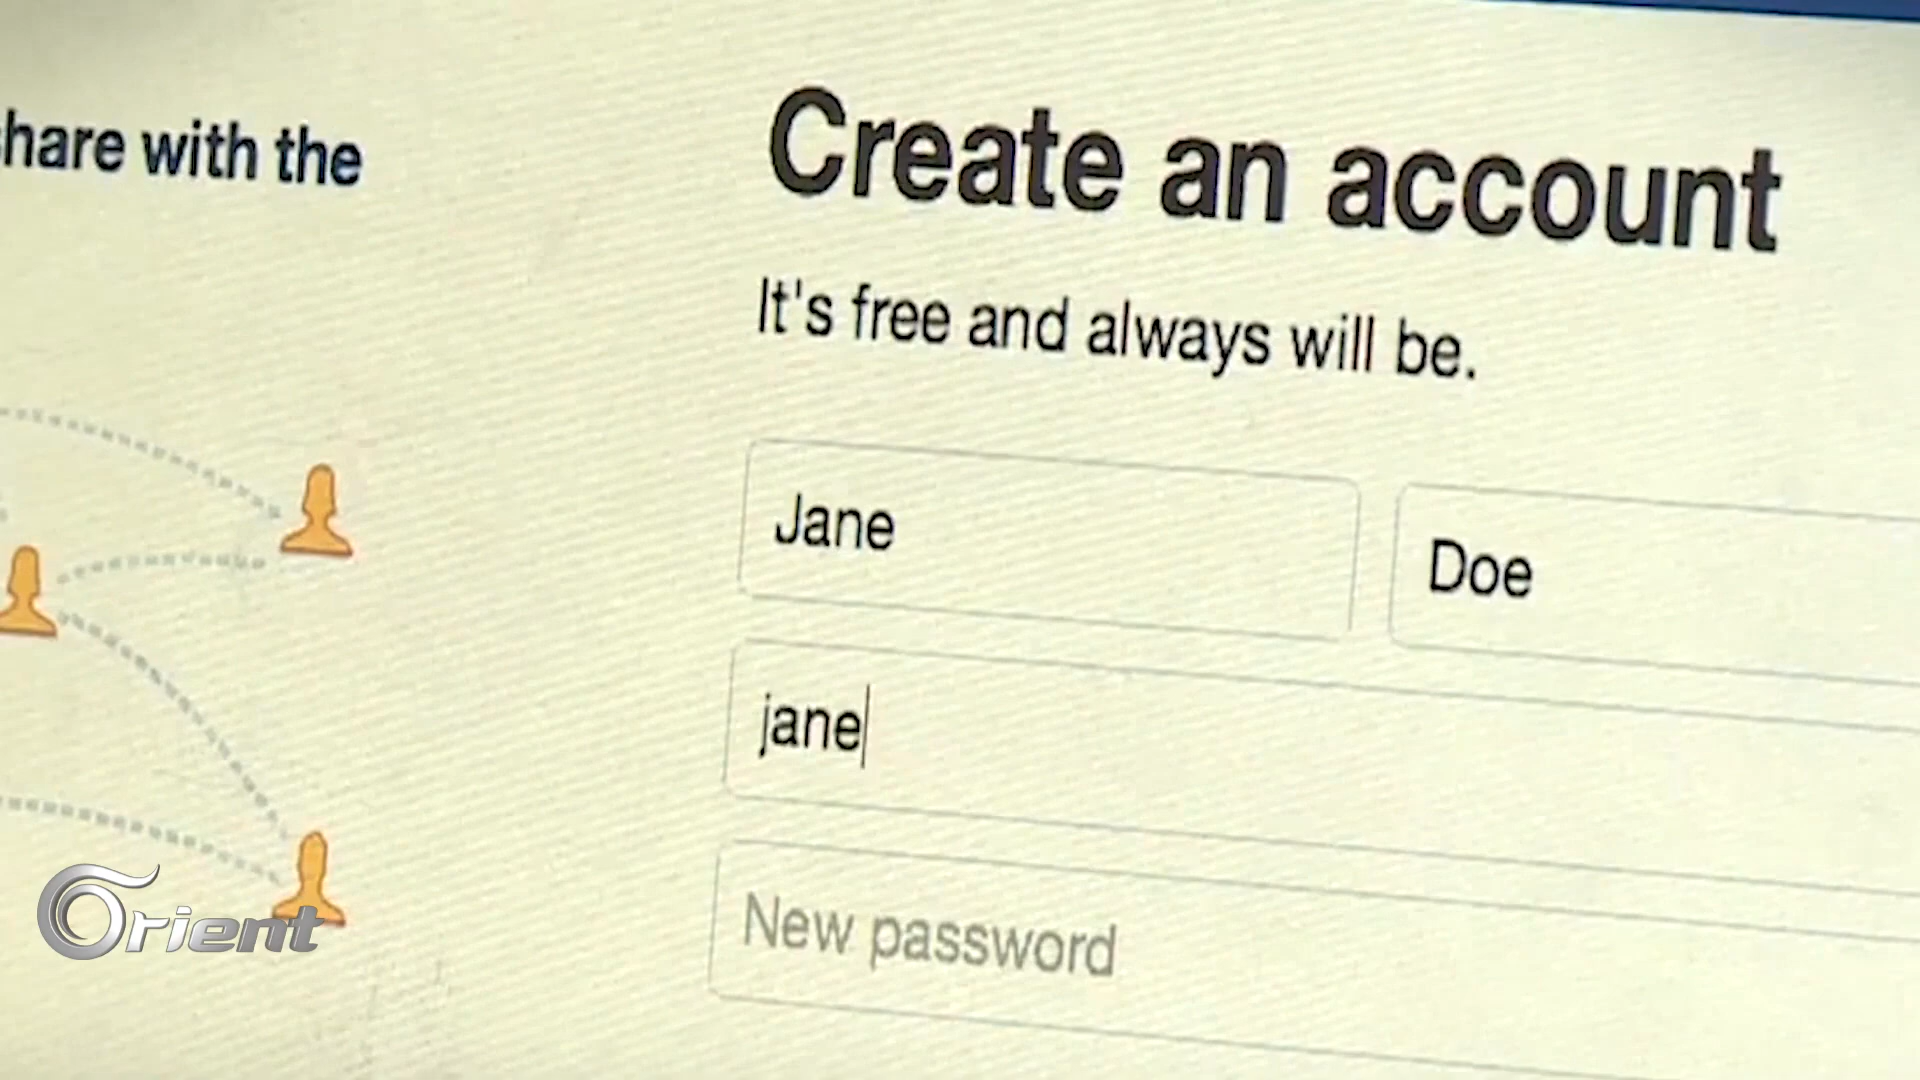 hare with the
Create an account
It's free and always will be.
Jane
Doe
jane
New password
Orient